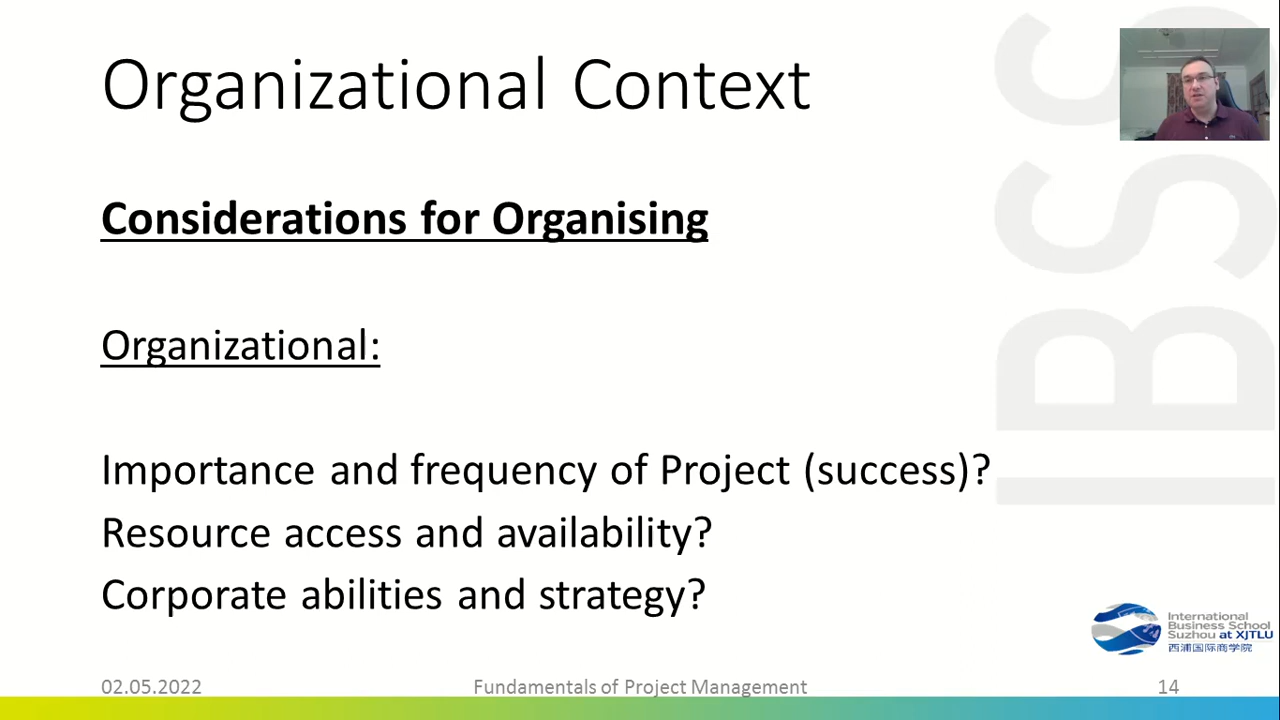 Organizational Context
Considerations for Organising
Organizational:
Importance and frequency of Project (success)?
Resource access and availability?
Corporate abilities and strategy?
IBSS
International
Business School
Suzhou at XJTLU
西浦国际商学院
02.05.2022
Fundamentals of Project Management
14